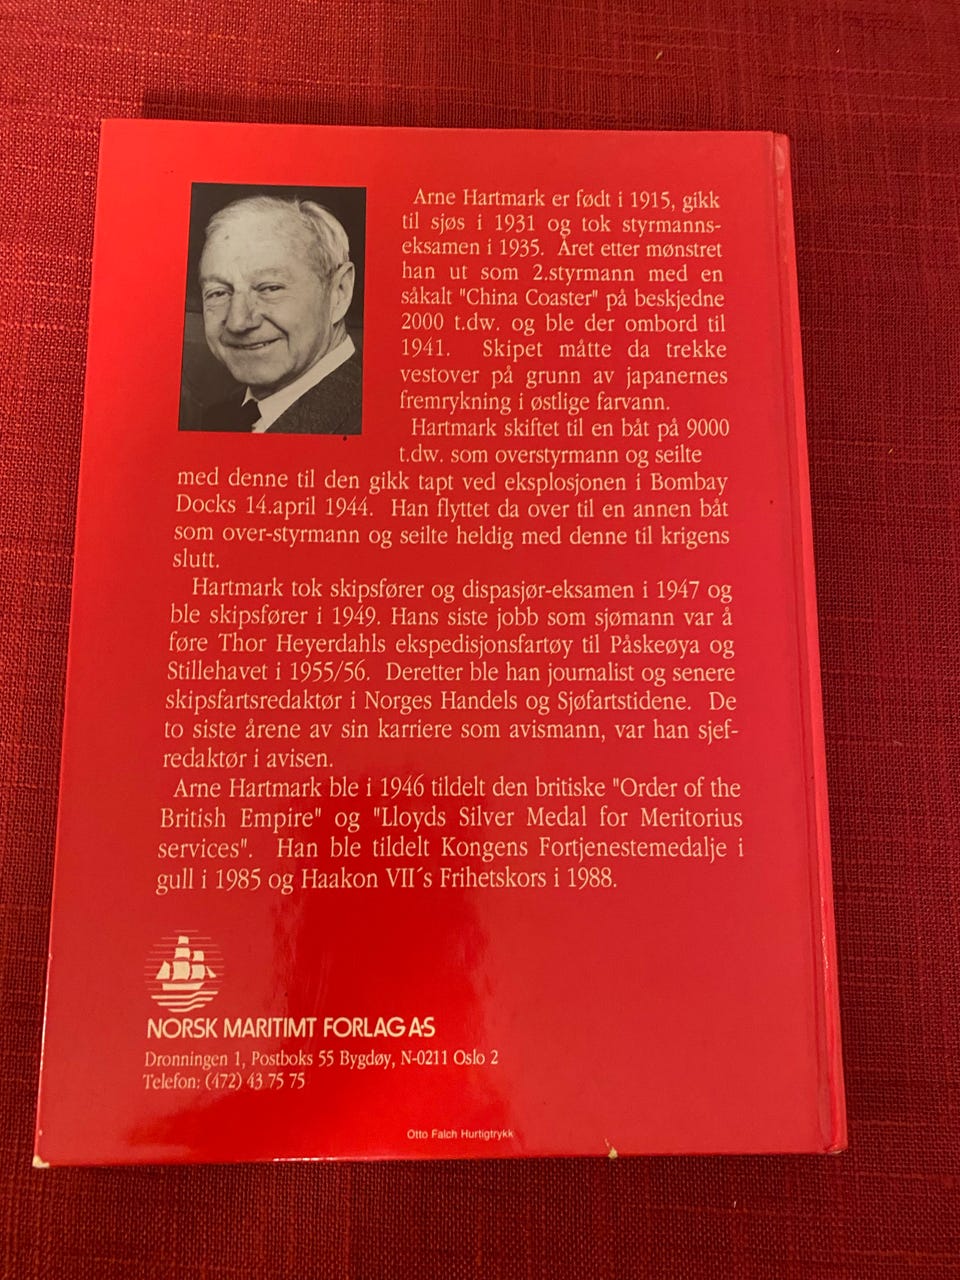 Arne Hartmark er født i 1915, gikk
til sjøs i 1931 og tok styrmanns-
eksamen i 1935. Året etter mønstret
han ut som 2.styrmann med en
såkalt "China Coaster" på beskjedne
2000 t.dw. og ble der ombord til
1941. Skipet måtte da trekke
vestover på grunn av japanernes
fremrykning i østlige farvann.
Hartmark skiftet til en båt på 9000
t.dw. som overstyrmann og seilte
med denne til den gikk tapt ved eksplosjonen i Bombay
Docks 14.april 1944. Han flyttet da over til en annen båt
som over-styrmann og seilte heldig med denne til krigens
slutt.
Hartmark tok skipsfører og dispasjør-eksamen i 1947 og
ble skipsfører i 1949. Hans siste jobb som sjømann var å
føre Thor Heyerdahls ekspedisjonsfartøy til Påskeøya og
Stillehavet i 1955/56. Deretter ble han journalist og senere
skipsfartsredaktør i Norges Handels og Sjøfartstidene. De
to siste årene av sin karriere som avismann, var han sjef-
redaktør i avisen.
Arne Hartmark ble i 1946 tildelt den britiske "Order of the
British Empire" og "Lloyds Silver Medal for Meritorius
services". Han ble tildelt Kongens Fortjenestemedalje i
gull i 1985 og Haakon VII´s Frihetskors i 1988.
NORSK MARITIMT FORLAG A-S
Dronningen 1, Postboks 55 Bygdøy, N-0211 Oslo 2
Telefon: (472) 43 75 75
Otto Falch Hurtigtrykk